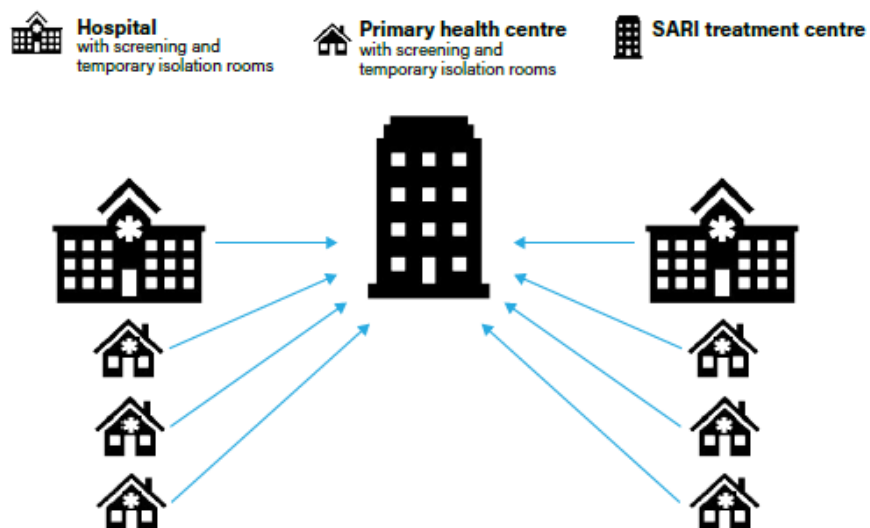 Hospital
with screening and
temporary isolation rooms
Primary health centre
with screening and
temporary isolation rooms
SARI treatment centre